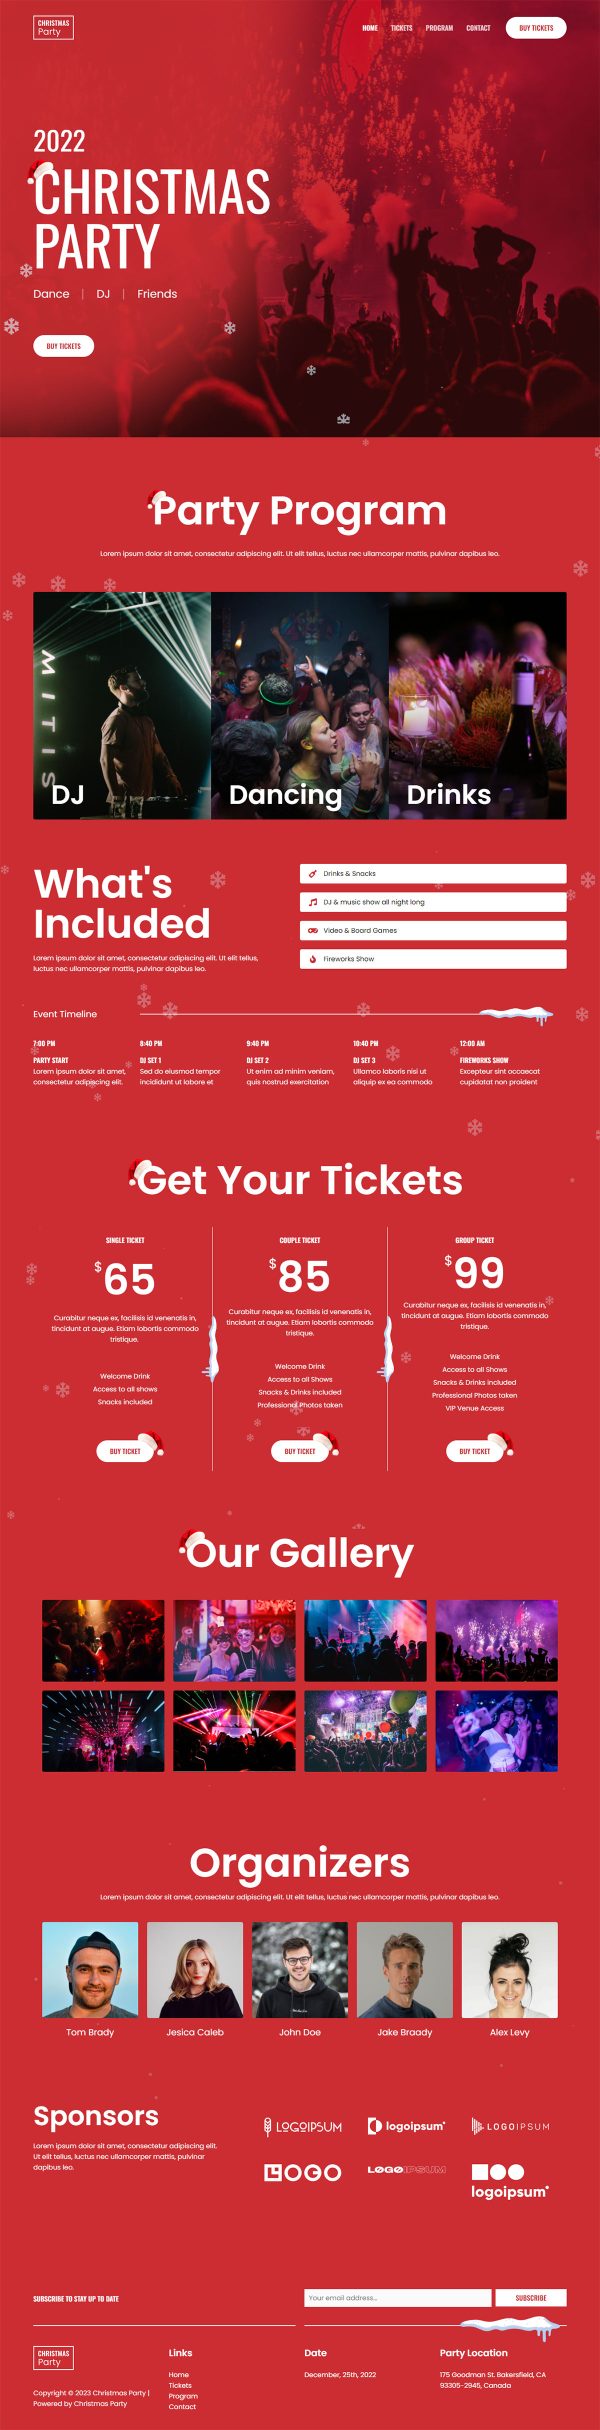 CHRISTMAS
Party
HOME TICKETS PROGRAM CONTACT BUY TICKETS
2022
CHRISTMAS
PARTY
Dance | DJ | Friends
BUY TICKETS
Party Program
Lorem ipsum dolor sit amet, consectetur adipiscing elit. Ut elit tellus, luctus nec ullamcorper mattis, pulvinar dapibus leo.
MITIS
DJ
Dancing
Drinks
What's
Included
Lorem ipsum dolor sit amet, consectetur adipiscing elit. Ut elit tellus,
luctus nec ullamcorper mattis, pulvinar dapibus leo.
Drinks & Snacks
DJ & music show all night long
Video & Board Games
Fireworks Show
Event Timeline
7:00 PM
PARTY START
Lorem ipsum dolor sit amet,
consectetur adipiscing elit.
8:40 PM
DJ SET 1
Sed do eiusmod tempor
incididunt ut labore et
9:40 PM
DJ SET 2
Ut enim ad minim veniam,
quis nostrud exercitation
10:40 PM
DJ SET 3
Ullamco laboris nisi ut
aliquip ex ea commodo
12:00 AM
FIREWORKS SHOW
Excepteur sint occaecat
cupidatat non proident
Get Your Tickets
SINGLE TICKET
$65
Curabitur neque ex, facilisis id venenatis in,
tincidunt at augue. Etiam lobortis commodo
tristique.
Welcome Drink
Access to all shows
Snacks included
BUY TICKET
COUPLE TICKET
$85
Curabitur neque ex, facilisis id venenatis in,
tincidunt at augue. Etiam lobortis commodo
tristique.
Welcome Drink
Access to all Shows
Snacks & Drinks included
Professional Photos taken
BUY TICKET
GROUP TICKET
$99
Curabitur neque ex, facilisis id venenatis in,
tincidunt at augue. Etiam lobortis commodo
tristique.
Welcome Drink
Access to all Shows
Snacks & Drinks included
Professional Photos taken
VIP Venue Access
BUY TICKET
Our Gallery
Organizers
Lorem ipsum dolor sit amet, consectetur adipiscing elit. Ut elit tellus, luctus nec ullamcorper mattis, pulvinar dapibus leo.
Tom Brady
Jesica Caleb
John Doe
Jake Braady
Alex Levy
Sponsors
Lorem ipsum dolor sit amet, consectetur adipiscing elit.
Ut elit tellus, luctus nec ullamcorper mattis, pulvinar
dapibus leo.
LOGOIPSUM
logoipsum
LOGOIPSUM
LOGO
LOGOIPSUM
logoipsum
SUBSCRIBE TO STAY UP TO DATE
Your email address...
SUBSCRIBE
CHRISTMAS
Party
Copyright © 2023 Christmas Party |
Powered by Christmas Party
Links
Home
Tickets
Program
Contact
Date
December, 25th, 2022
Party Location
175 Goodman St. Bakersfield, CA
93305-2945, Canada